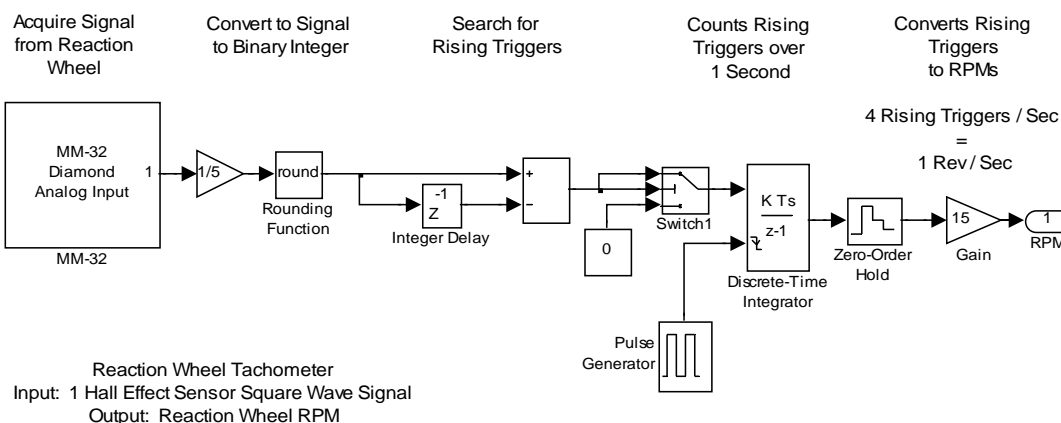 Acquire Signal
from Reaction
Wheel
Convert to Signal
to Binary Integer
Search for
Rising Triggers
Counts Rising
Triggers over
1 Second
Converts Rising
Triggers
to RPMs
4 Rising Triggers / Sec
=
1 Rev / Sec
MM-32
Diamond
Analog Input
1
MM-32
1/5
round
Rounding
Function
-1
Z
Integer Delay
+
−
0
Switch1
K Ts
z-1
Discrete-Time
Integrator
Pulse
Generator
Zero-Order
Hold
15
Gain
1
RPM
Reaction Wheel Tachometer
Input: 1 Hall Effect Sensor Square Wave Signal
Output: Reaction Wheel RPM